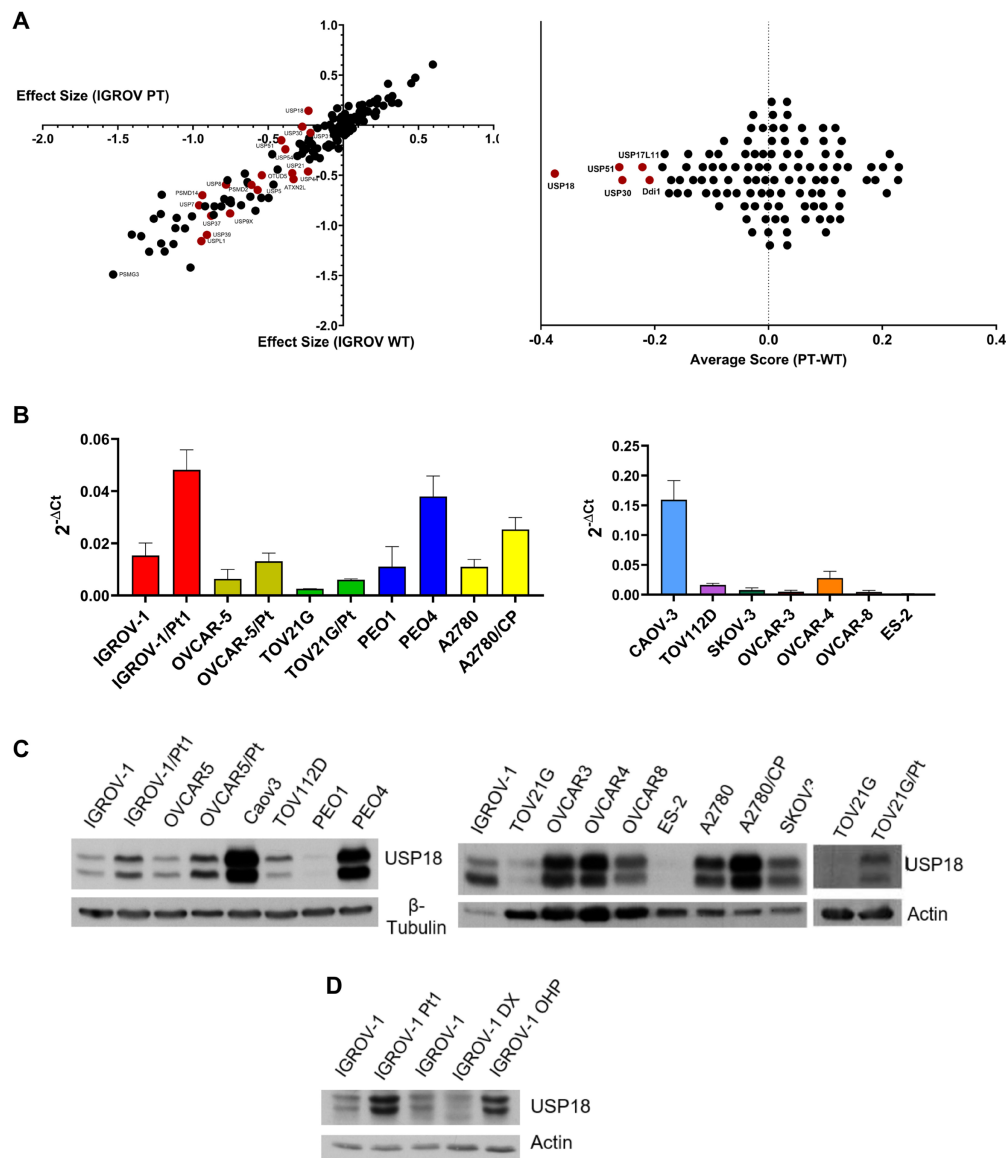 A
Effect Size (IGROV PT)
1.0
0.5
-2.0 -1.5 -1.0 -0.5 0.5 1.0
-0.5
-1.0
-1.5
-2.0
USP18
USP30
USP3
USP51
USP54
USP21
OTUD5
USP44
USP8
PSMD2
USP5
ATXN2L
PSMD14
USP7
USP37
USP9X
USP39
USPL1
PSMG3
Effect Size (IGROV WT)
USP17L11
USP51
USP18
USP30
Ddi1
-0.4 -0.2 0.0 0.2 0.4
Average Score (PT-WT)
B
2-ΔCt
0.06
0.04
0.02
0.00
IGROV-1
IGROV-1/Pt1
OVCAR-5
OVCAR-5/Pt
TOV21G
TOV21G/Pt
PEO1
PEO4
A2780
A2780/CP
2-ΔCt
0.25
0.20
0.15
0.10
0.05
0.00
CAOV-3
TOV112D
SKOV-3
OVCAR-3
OVCAR-4
OVCAR-8
ES-2
C
IGROV-1
IGROV-1/Pt1
OVCAR5
OVCAR5/Pt
Caov3
TOV112D
PEO1
PEO4
USP18
β-
Tubulin
IGROV-1
TOV21G
OVCAR3
OVCAR4
OVCAR8
ES-2
A2780
A2780/CP
TOV21G
TOV21G/Pt
USP18
Actin
D
IGROV-1
IGROV-1 Pt1
IGROV-1
IGROV-1 DX
IGROV-1 OHP
USP18
Actin